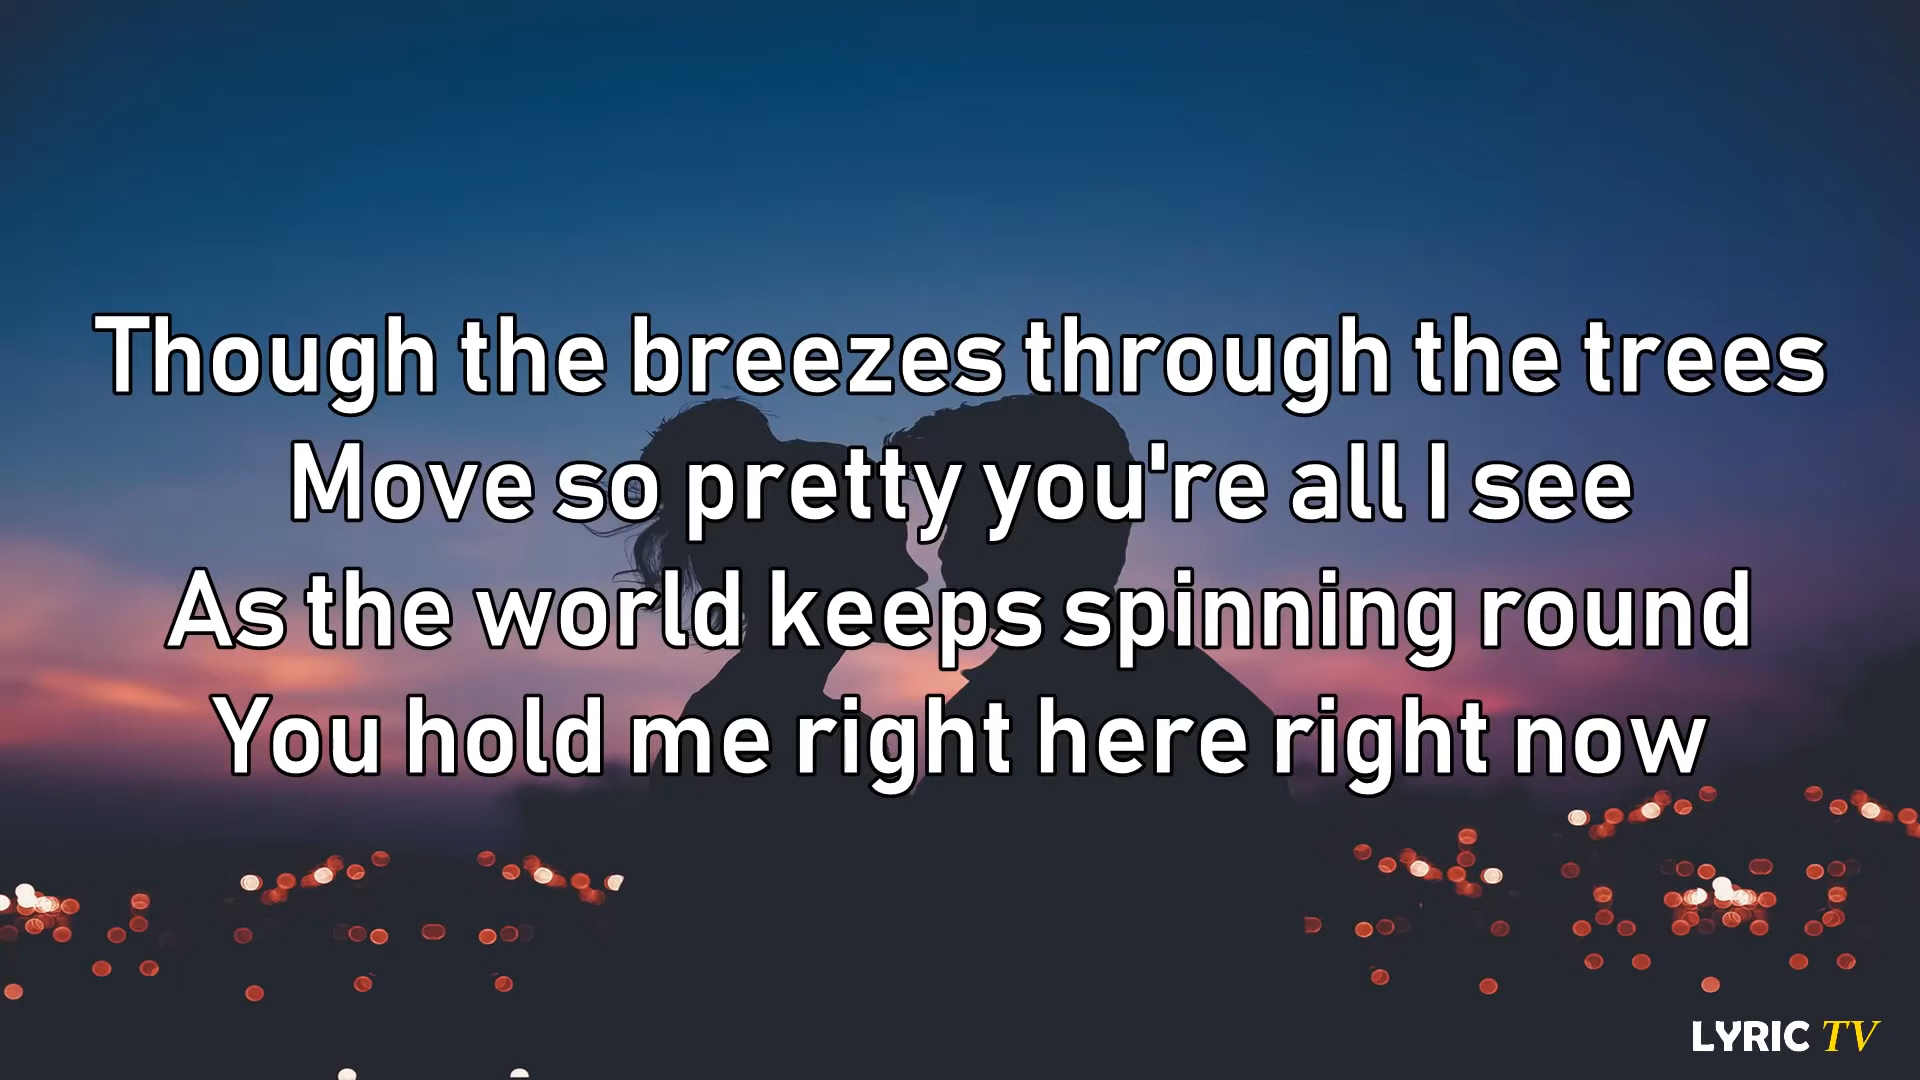 Though the breezes through the trees
Move so pretty you're all I see
As the world keeps spinning round
You hold me right here right now
LYRIC TV